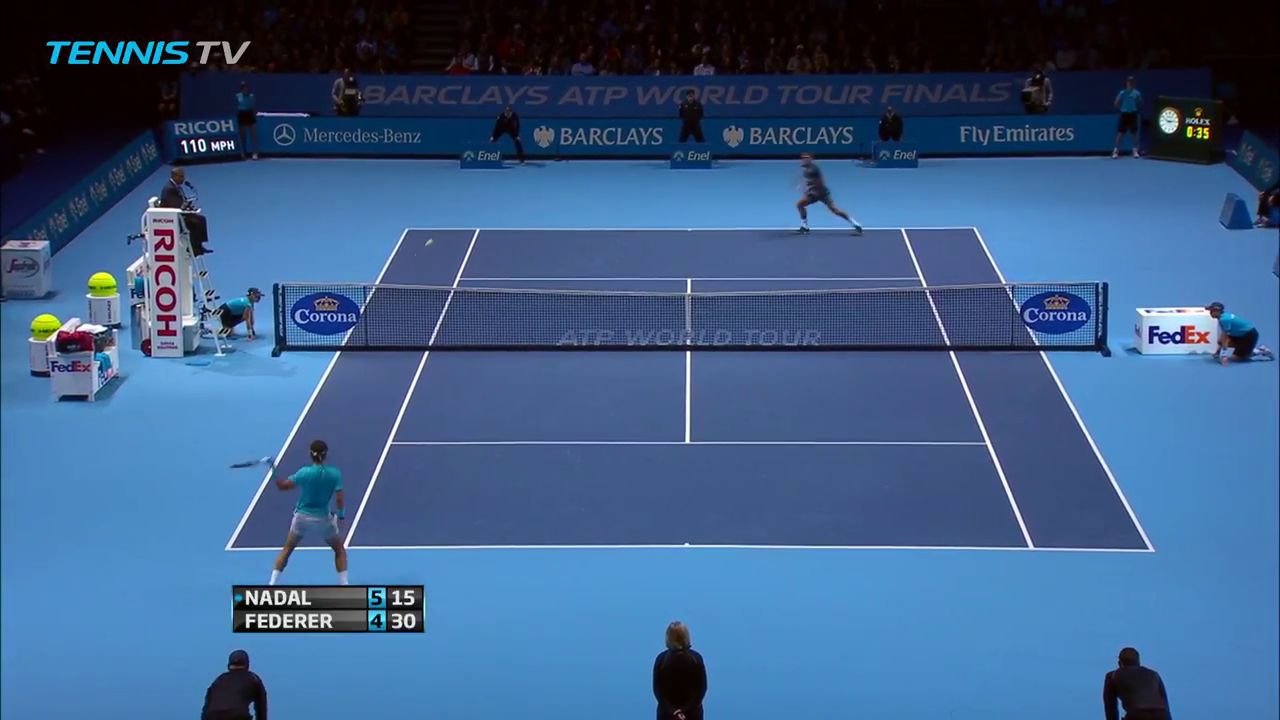 TENNIS TV
BARCLAYS ATP WORLD TOUR FINALS
RICOH
110 MPH
Mercedes-Benz
BARCLAYS
BARCLAYS
Fly Emirates
ROLEX
0:35
Enel
Enel
Enel
RICOH
RICOH
Corona
Corona
ATP WORLD TOUR
FedEx
FedEx
NADAL 5 15
FEDERER 4 30